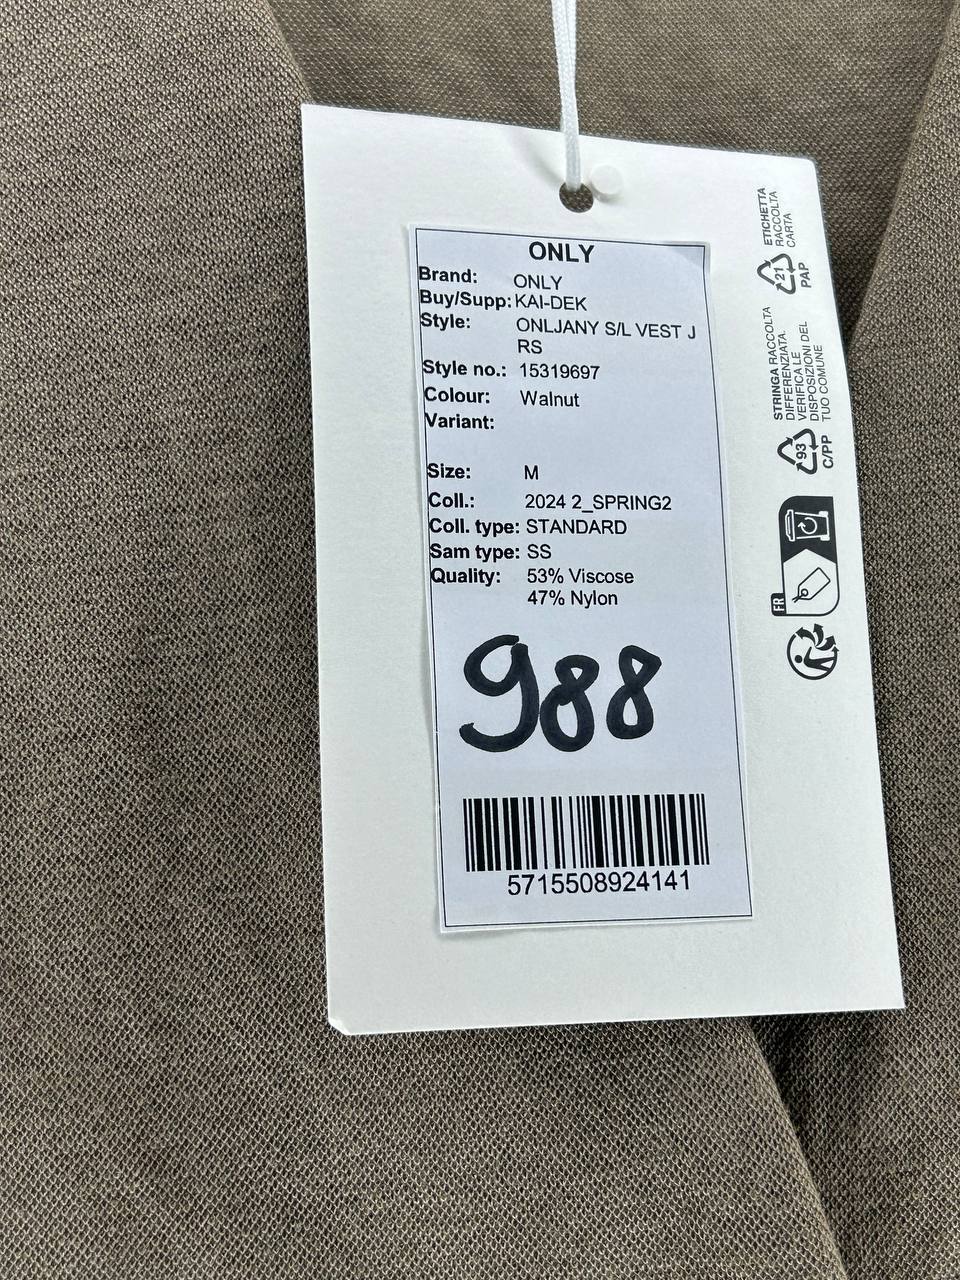 ONLY
Brand: ONLY
Buy/Supp: KAI-DEK
Style: ONLJANY S/L VEST J
RS
Style no.: 15319697
Colour: Walnut
Variant:
Size: M
Coll.: 2024 2_SPRING2
Coll. type: STANDARD
Sam type: SS
Quality: 53% Viscose
47% Nylon
988
5715508924141
ETICHETTA
RACCOLTA
CARTA
21
PAP
STRINGA RACCOLTA
DIFFERENZIATA.
VERIFICA LE
DISPOSIZIONI DEL
TUO COMUNE
93
C/PP
FR